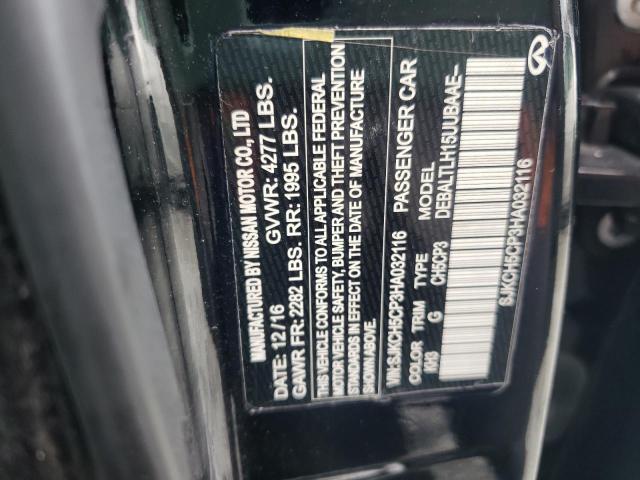 MANUFACTURED BY NISSAN MOTOR CO., LTD
DATE: 12/16 GVWR: 4277 LBS.
GAWR FR: 2282 LBS. RR: 1995 LBS.
THIS VEHICLE CONFORMS TO ALL APPLICABLE FEDERAL
MOTOR VEHICLE SAFETY, BUMPER AND THEFT PREVENTION
STANDARDS IN EFFECT ON THE DATE OF MANUFACTURE
SHOWN ABOVE.
VIN:SJKCH5CP3HA032116 PASSENGER CAR
COLOR TRIM TYPE MODEL
KH3 G CH5CP3 DEBALTLH15UUBAAE--
SJKCH5CP3HA032116